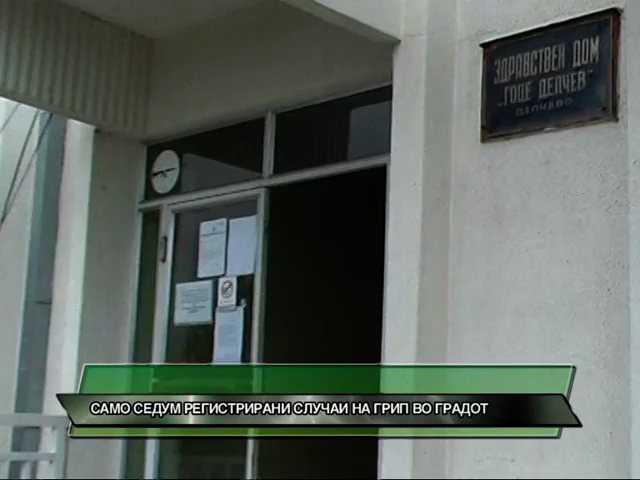 ЗДРАВСТВЕН ДОМ
„ГОЦЕ ДЕЛЧЕВ“
ДЕЛЧЕВО
САМО СЕДУМ РЕГИСТРИРАНИ СЛУЧАИ НА ГРИП ВО ГРАДОТ